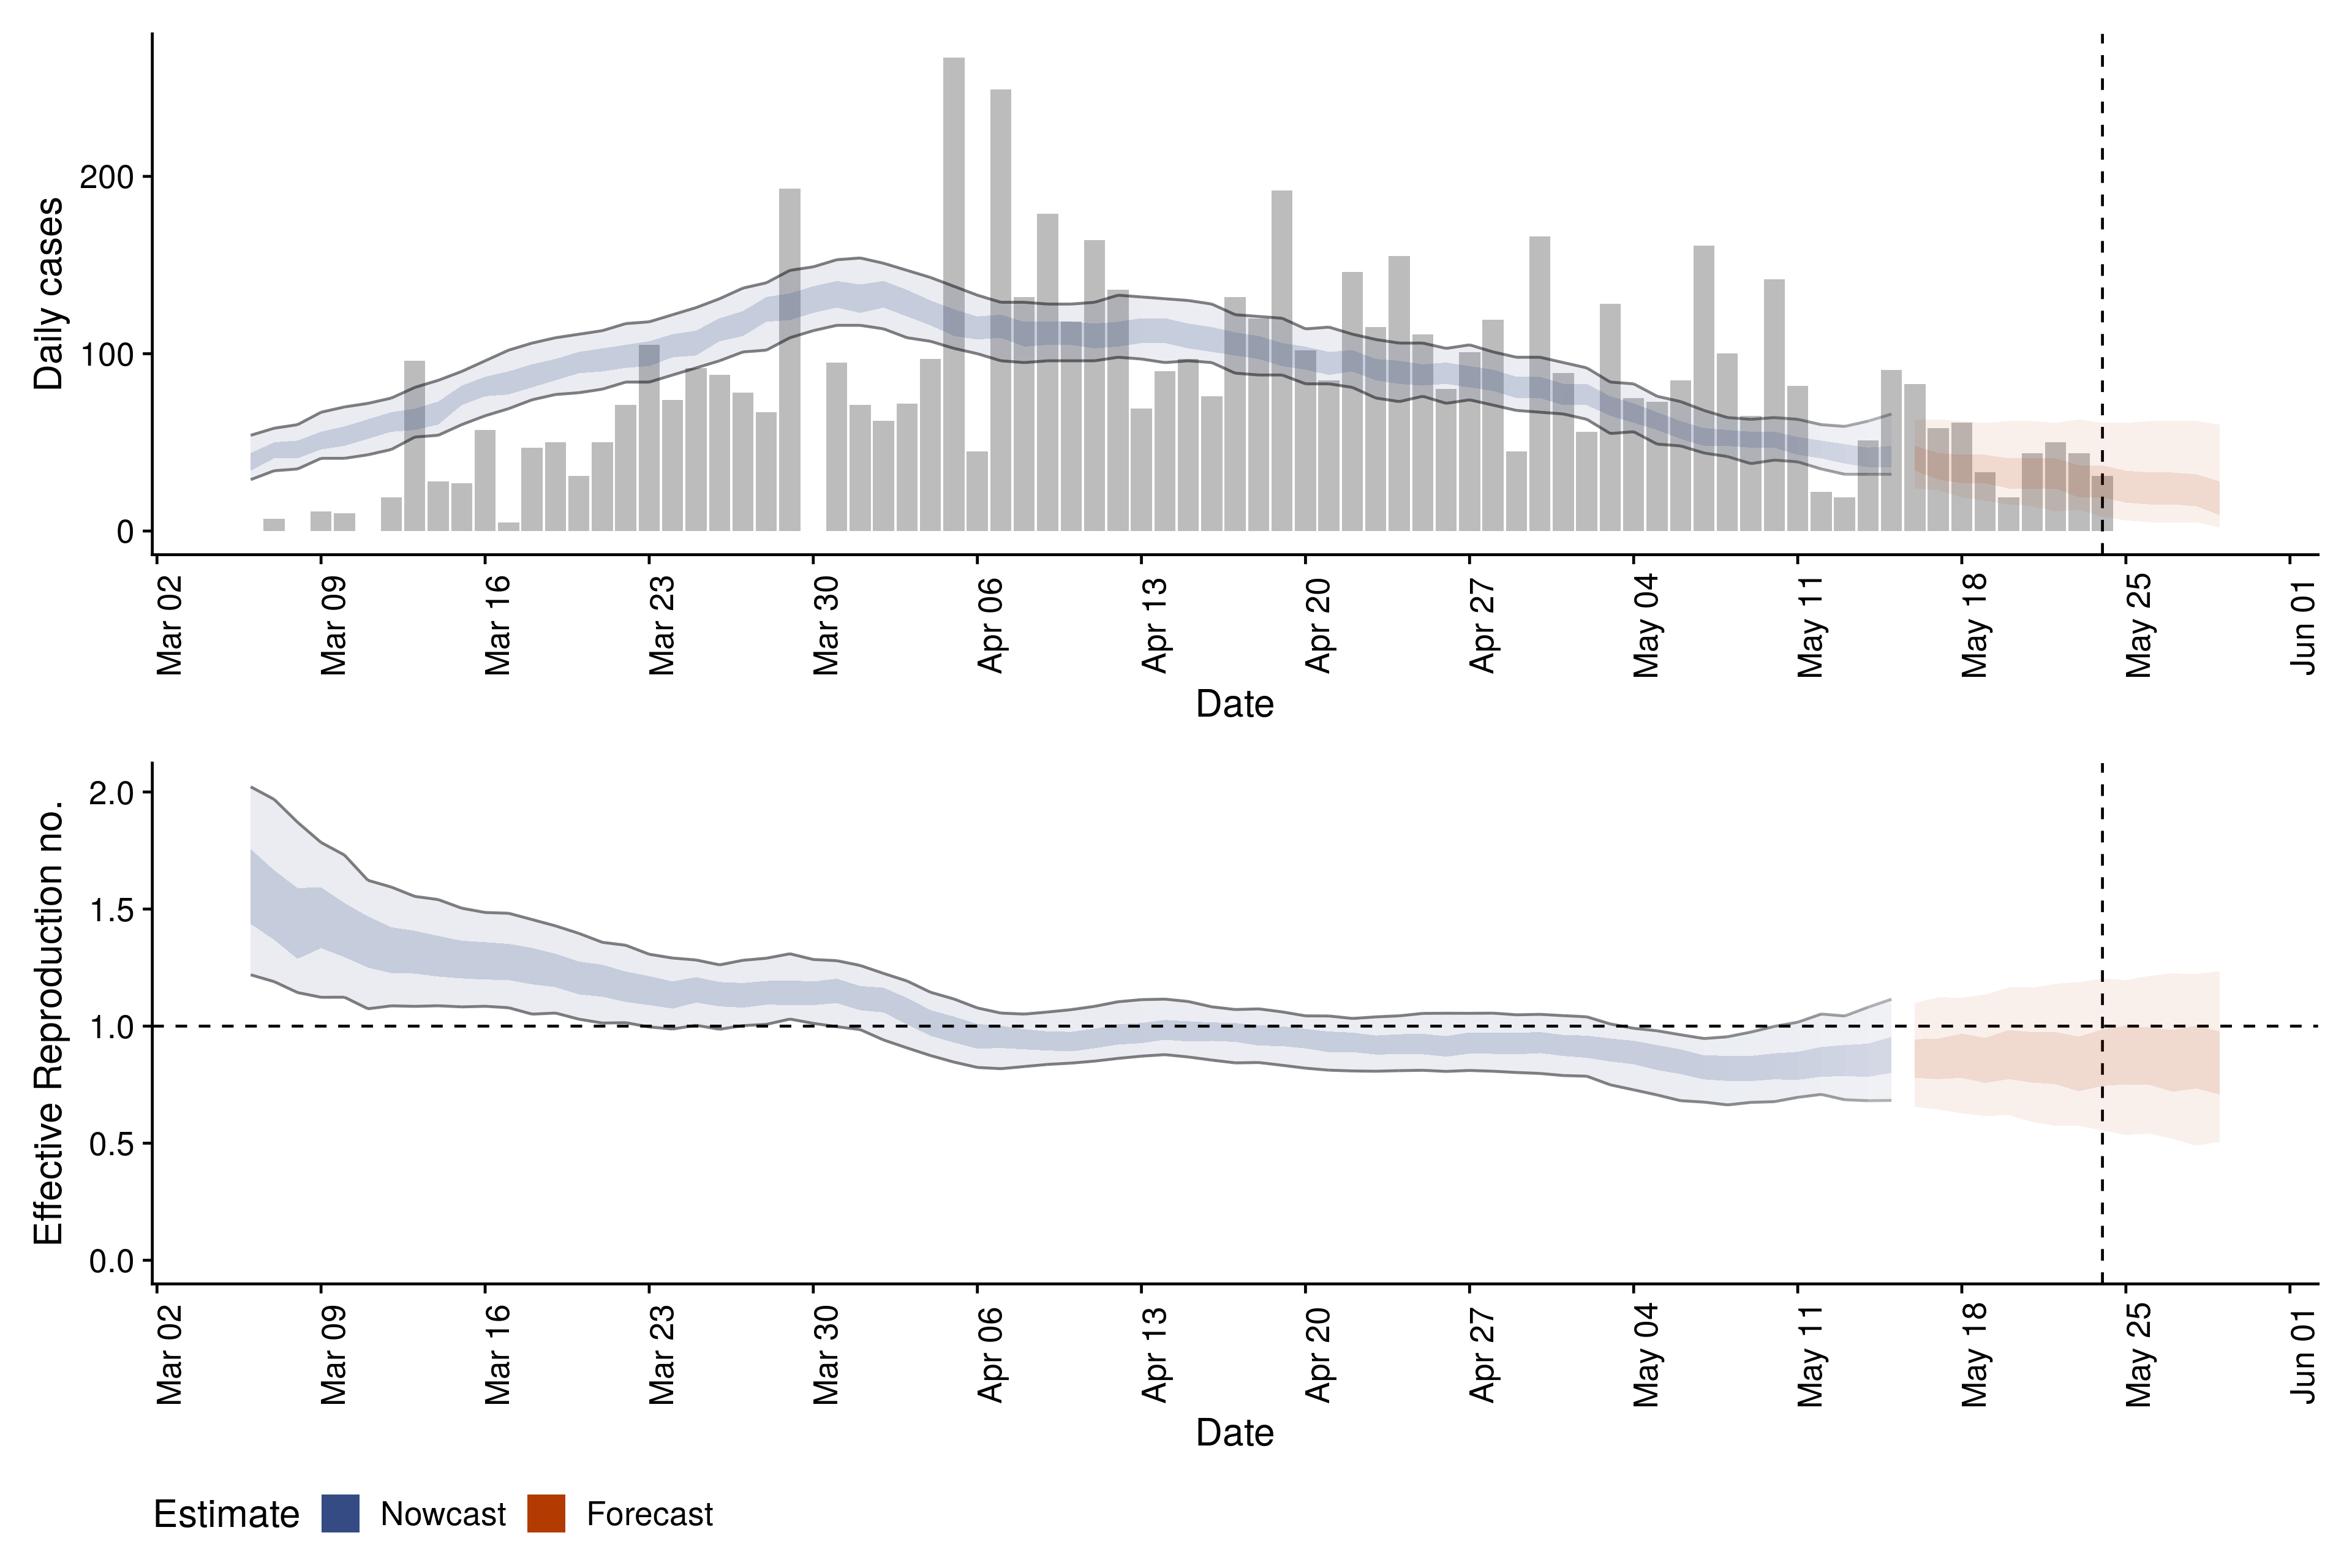 Daily cases
200
100
0
Mar 02
Mar 09
Mar 16
Mar 23
Mar 30
Apr 06
Apr 13
Apr 20
Apr 27
May 04
May 11
May 18
May 25
Jun 01
Date
Effective Reproduction no.
2.0
1.5
1.0
0.5
0.0
Mar 02
Mar 09
Mar 16
Mar 23
Mar 30
Apr 06
Apr 13
Apr 20
Apr 27
May 04
May 11
May 18
May 25
Jun 01
Date
Estimate Nowcast Forecast